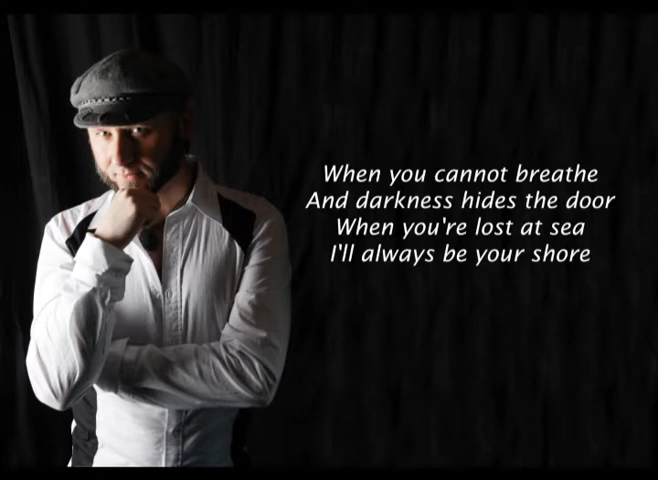 When you cannot breathe
And darkness hides the door
When you're lost at sea
I'll always be your shore